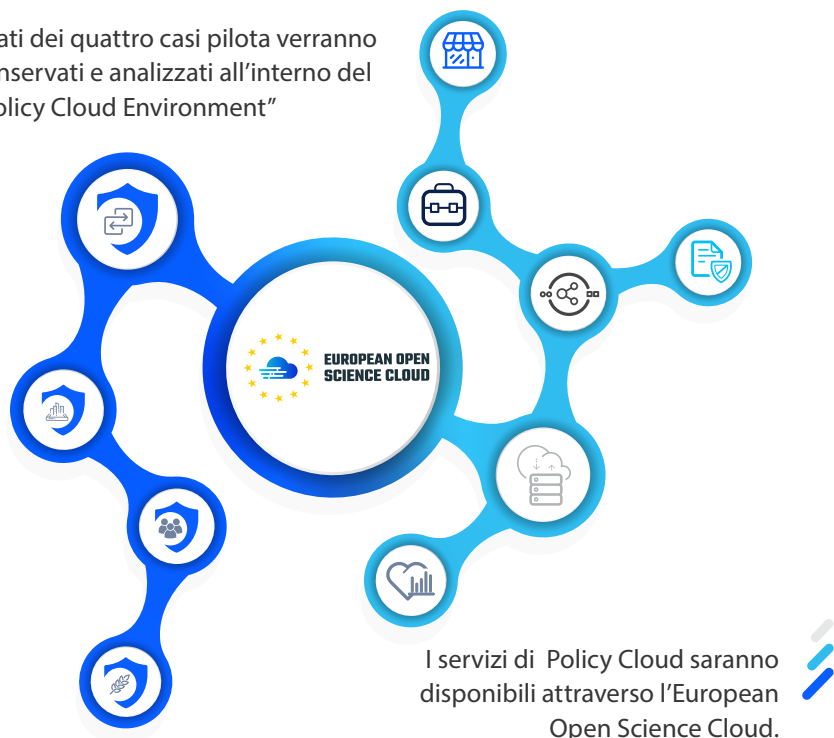 ati dei quattro casi pilota verranno
nservati e analizzati all’interno del
olicy Cloud Environment”
EUROPEAN OPEN
SCIENCE CLOUD
I servizi di Policy Cloud saranno
disponibili attraverso l’European
Open Science Cloud.